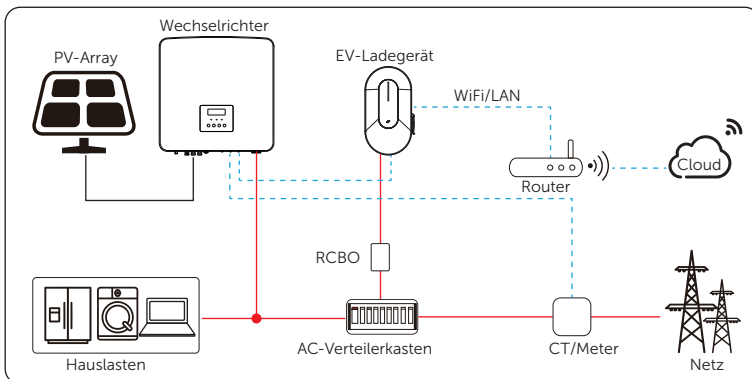 Wechselrichter
PV-Array
EV-Ladegerät
WiFi/LAN
Cloud
Router
RCBO
Hauslasten
AC-Verteilerkasten
CT/Meter
Netz